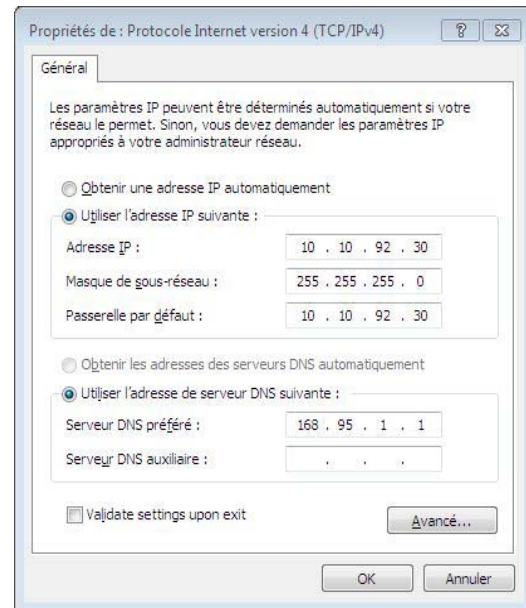 Propriétés de : Protocole Internet version 4 (TCP/IPv4)
Général
Les paramètres IP peuvent être déterminés automatiquement si votre
réseau le permet. Sinon, vous devez demander les paramètres IP
appropriés à votre administrateur réseau.
Obtenir une adresse IP automatiquement
Utiliser l'adresse IP suivante :
Adresse IP : 10 . 10 . 92 . 30
Masque de sous-réseau : 255 . 255 . 255 . 0
Passerelle par défaut : 10 . 10 . 92 . 30
Obtenir les adresses des serveurs DNS automatiquement
Utiliser l'adresse de serveur DNS suivante :
Serveur DNS préféré : 168 . 95 . 1 . 1
Serveur DNS auxiliaire : . . .
Validate settings upon exit
Avancé...
OK Annuler